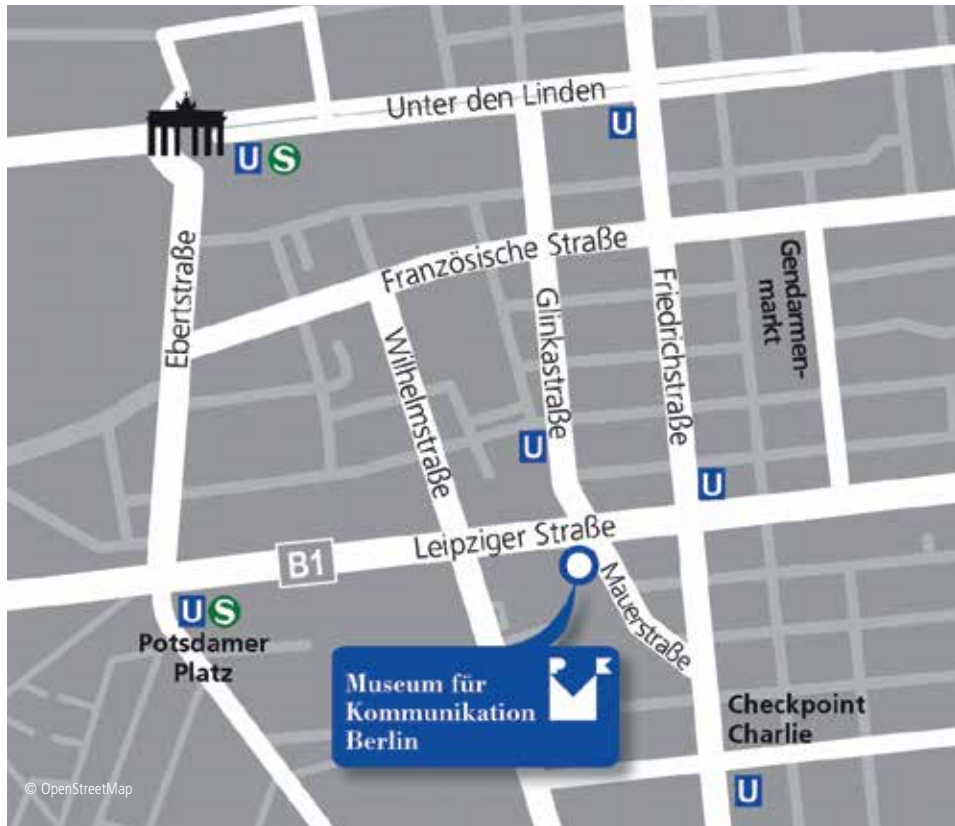 Unter den Linden
U
U S
Französische Straße
Gendarmen-
markt
Ebertstraße
Glinkastraße
Friedrichstraße
Wilhelmstraße
U
U
Leipziger Straße
B1
Mauerstraße
U S
Potsdamer
Platz
Museum für
Kommunikation
Berlin
P K
Checkpoint
Charlie
U
© OpenStreetMap